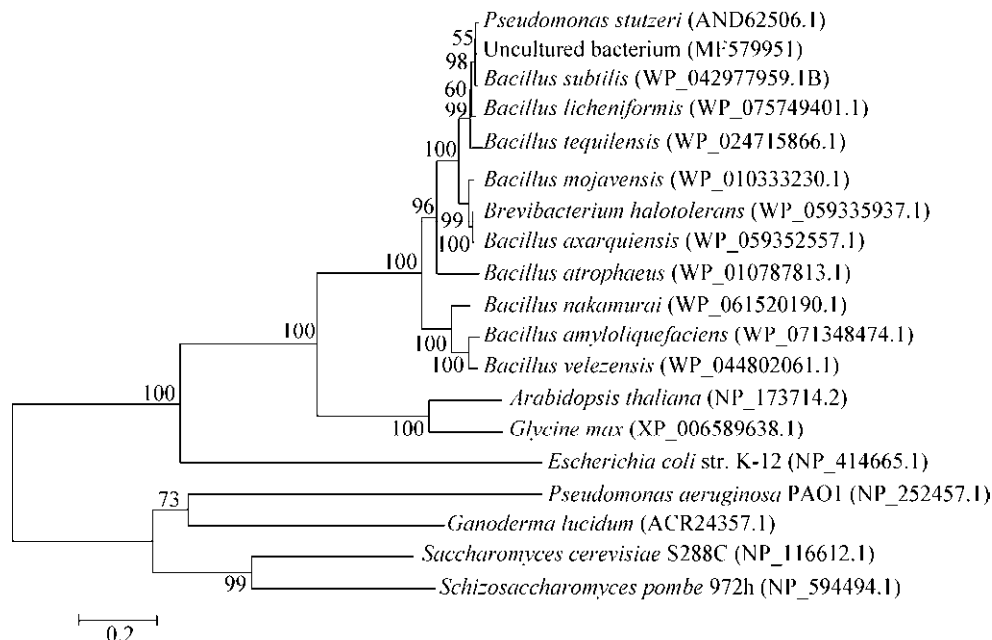 Pseudomonas stutzeri (AND62506.1)
55
Uncultured bacterium (MF579951)
98
Bacillus subtilis (WP_042977959.1B)
60
99
Bacillus licheniformis (WP_075749401.1)
Bacillus tequilensis (WP_024715866.1)
100
Bacillus mojavensis (WP_010333230.1)
96
Brevibacterium halotolerans (WP_059335937.1)
99
100
Bacillus axarquiensis (WP_059352557.1)
100
Bacillus atrophaeus (WP_010787813.1)
Bacillus nakamurai (WP_061520190.1)
100
Bacillus amyloliquefaciens (WP_071348474.1)
100
100
Bacillus velezensis (WP_044802061.1)
100
Arabidopsis thaliana (NP_173714.2)
100
Glycine max (XP_006589638.1)
Escherichia coli str. K-12 (NP_414665.1)
73
Pseudomonas aeruginosa PAO1 (NP_252457.1)
Ganoderma lucidum (ACR24357.1)
Saccharomyces cerevisiae S288C (NP_116612.1)
99
Schizosaccharomyces pombe 972h (NP_594494.1)
0.2